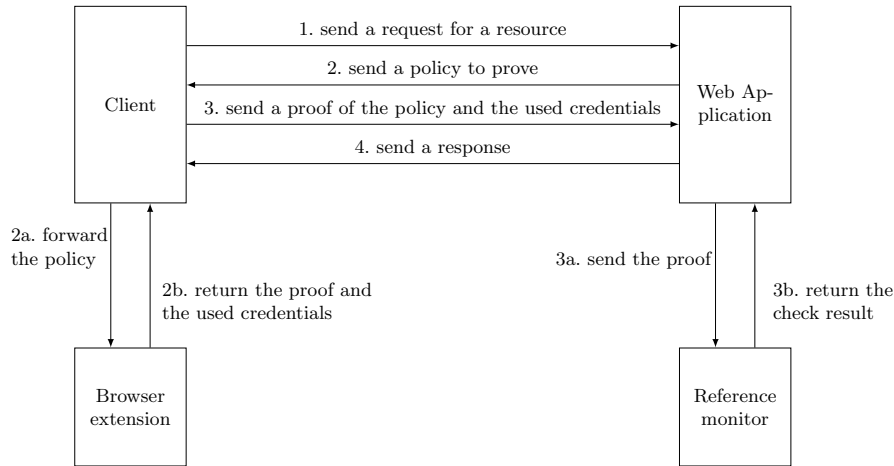 1. send a request for a resource
2. send a policy to prove
Client
3. send a proof of the policy and the used credentials
Web Ap-
plication
4. send a response
2a. forward
the policy
2b. return the proof and
the used credentials
3a. send the proof
3b. return the
check result
Browser
extension
Reference
monitor